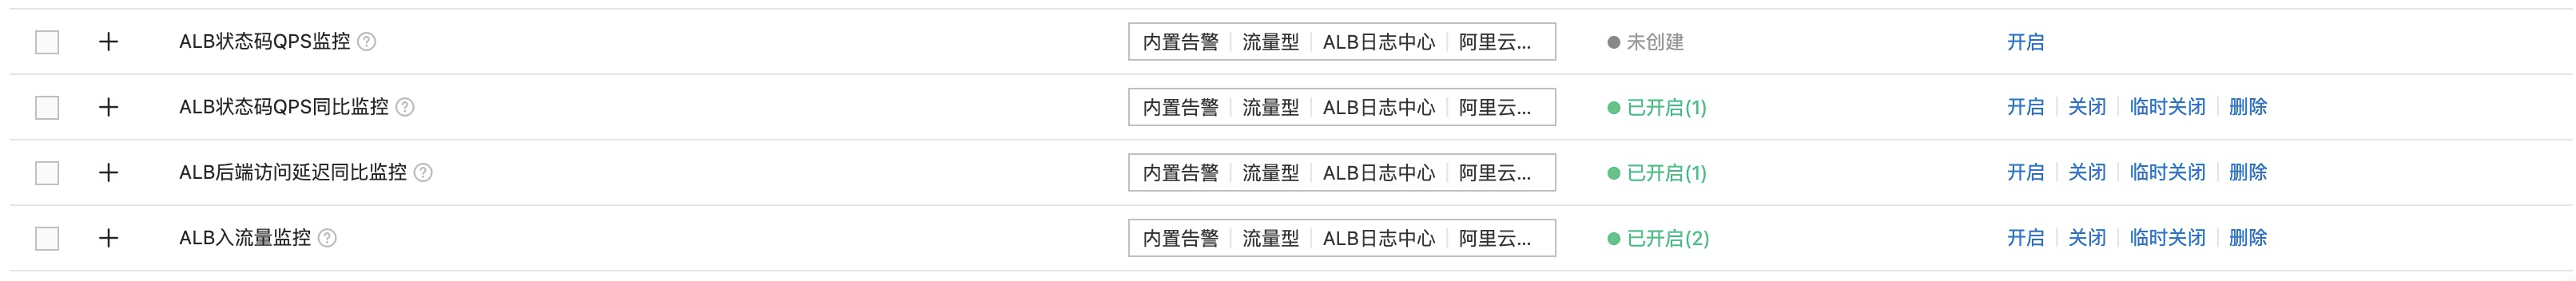 ALB状态码QPS监控 ? 内置告警 流量型 ALB日志中心 阿里云... 未创建 开启
ALB状态码QPS同比监控 ? 内置告警 流量型 ALB日志中心 阿里云... 已开启(1) 开启 关闭 临时关闭 删除
ALB后端访问延迟同比监控 ? 内置告警 流量型 ALB日志中心 阿里云... 已开启(1) 开启 关闭 临时关闭 删除
ALB入流量监控 ? 内置告警 流量型 ALB日志中心 阿里云... 已开启(2) 开启 关闭 临时关闭 删除